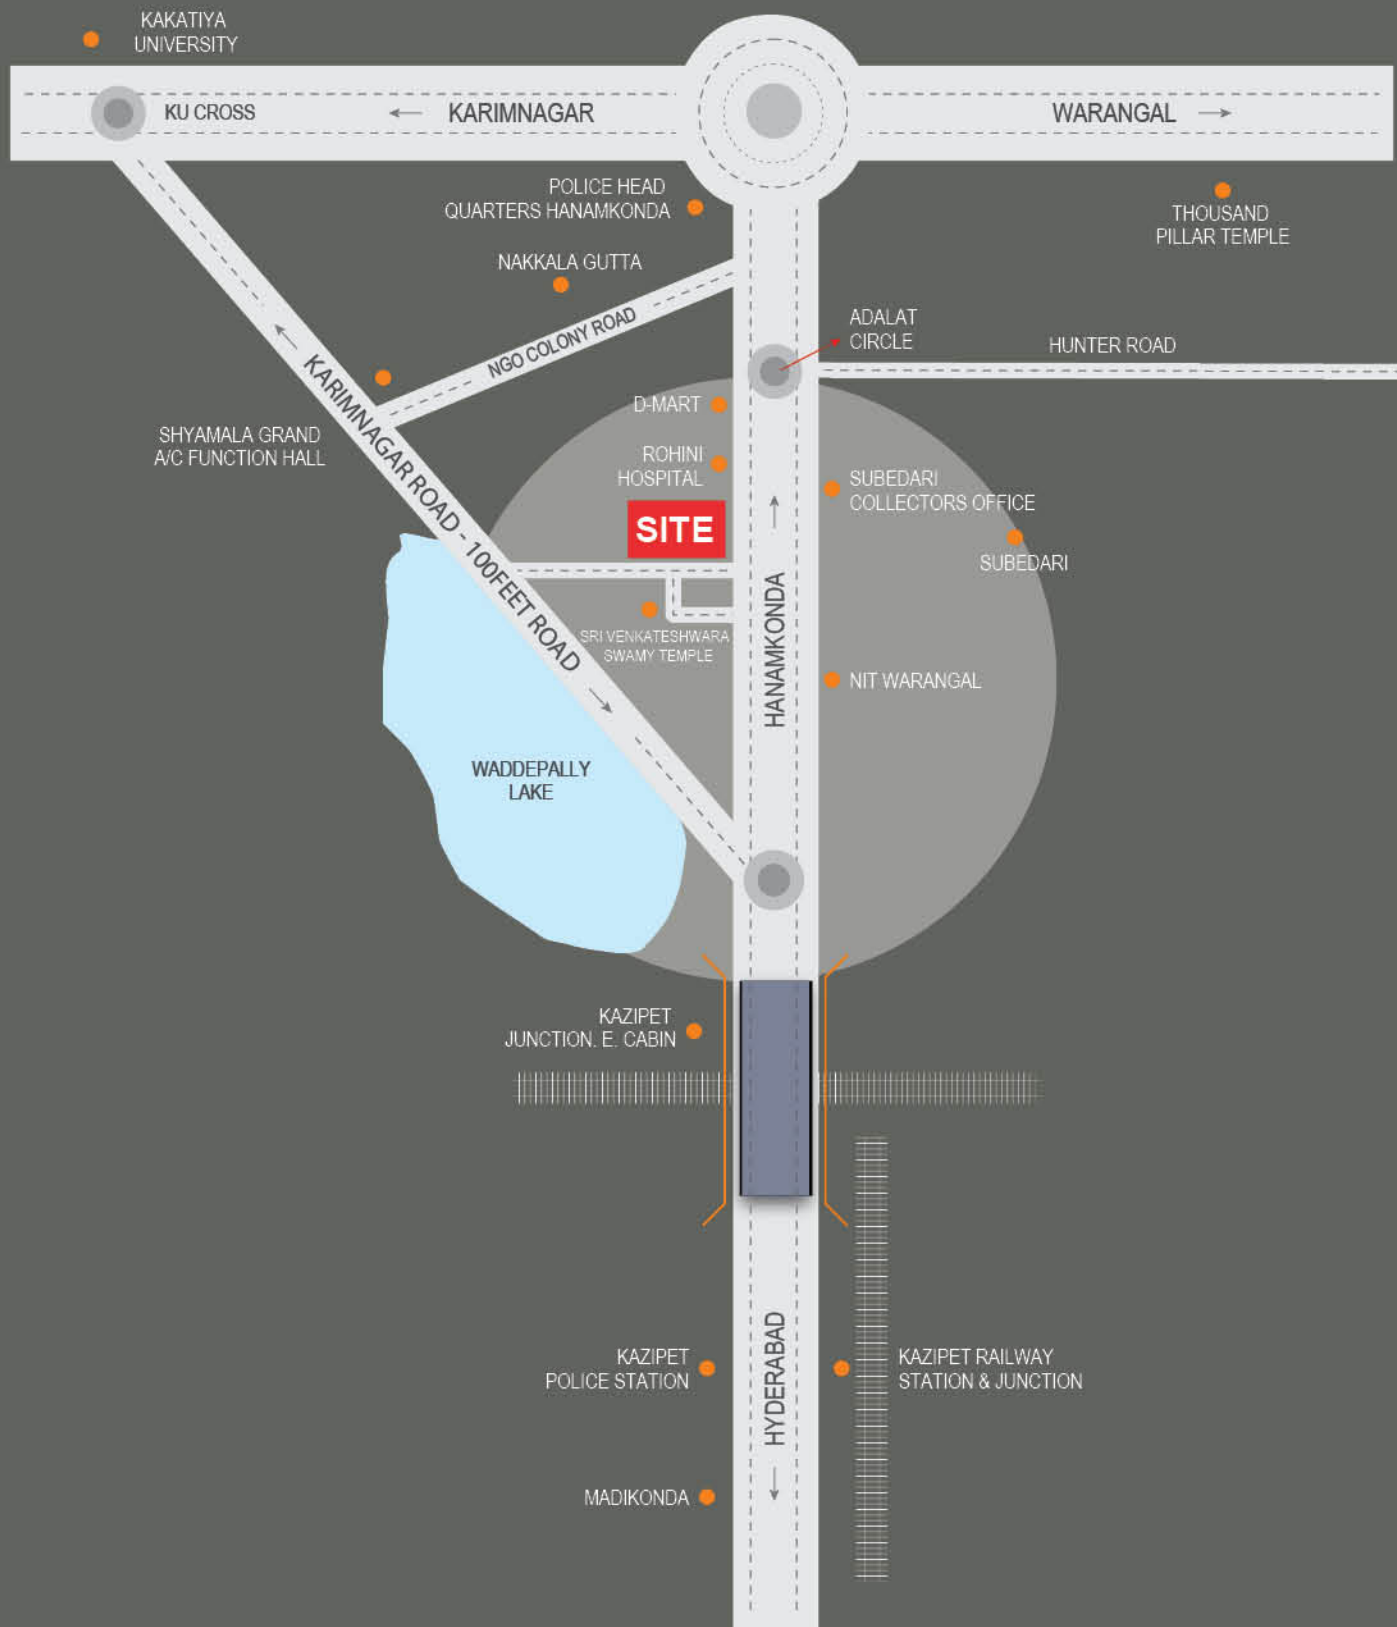 KAKATIYA
UNIVERSITY
KU CROSS
KARIMNAGAR
WARANGAL
POLICE HEAD
QUARTERS HANAMKONDA
THOUSAND
PILLAR TEMPLE
NAKKALA GUTTA
NGO COLONY ROAD
ADALAT
CIRCLE
HUNTER ROAD
KARIMNAGAR ROAD - 100FEET ROAD
D-MART
SHYAMALA GRAND
A/C FUNCTION HALL
ROHINI
HOSPITAL
SUBEDARI
COLLECTORS OFFICE
SITE
SUBEDARI
HANAMKONDA
SRI VENKATESHWARA
SWAMY TEMPLE
NIT WARANGAL
WADDEPALLY
LAKE
KAZIPET
JUNCTION. E. CABIN
HYDERABAD
KAZIPET
POLICE STATION
KAZIPET RAILWAY
STATION & JUNCTION
MADIKONDA